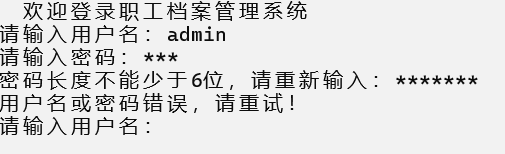 欢迎登录职工档案管理系统
请输入用户名：admin
请输入密码：***
密码长度不能少于6位，请重新输入：*******
用户名或密码错误，请重试！
请输入用户名：